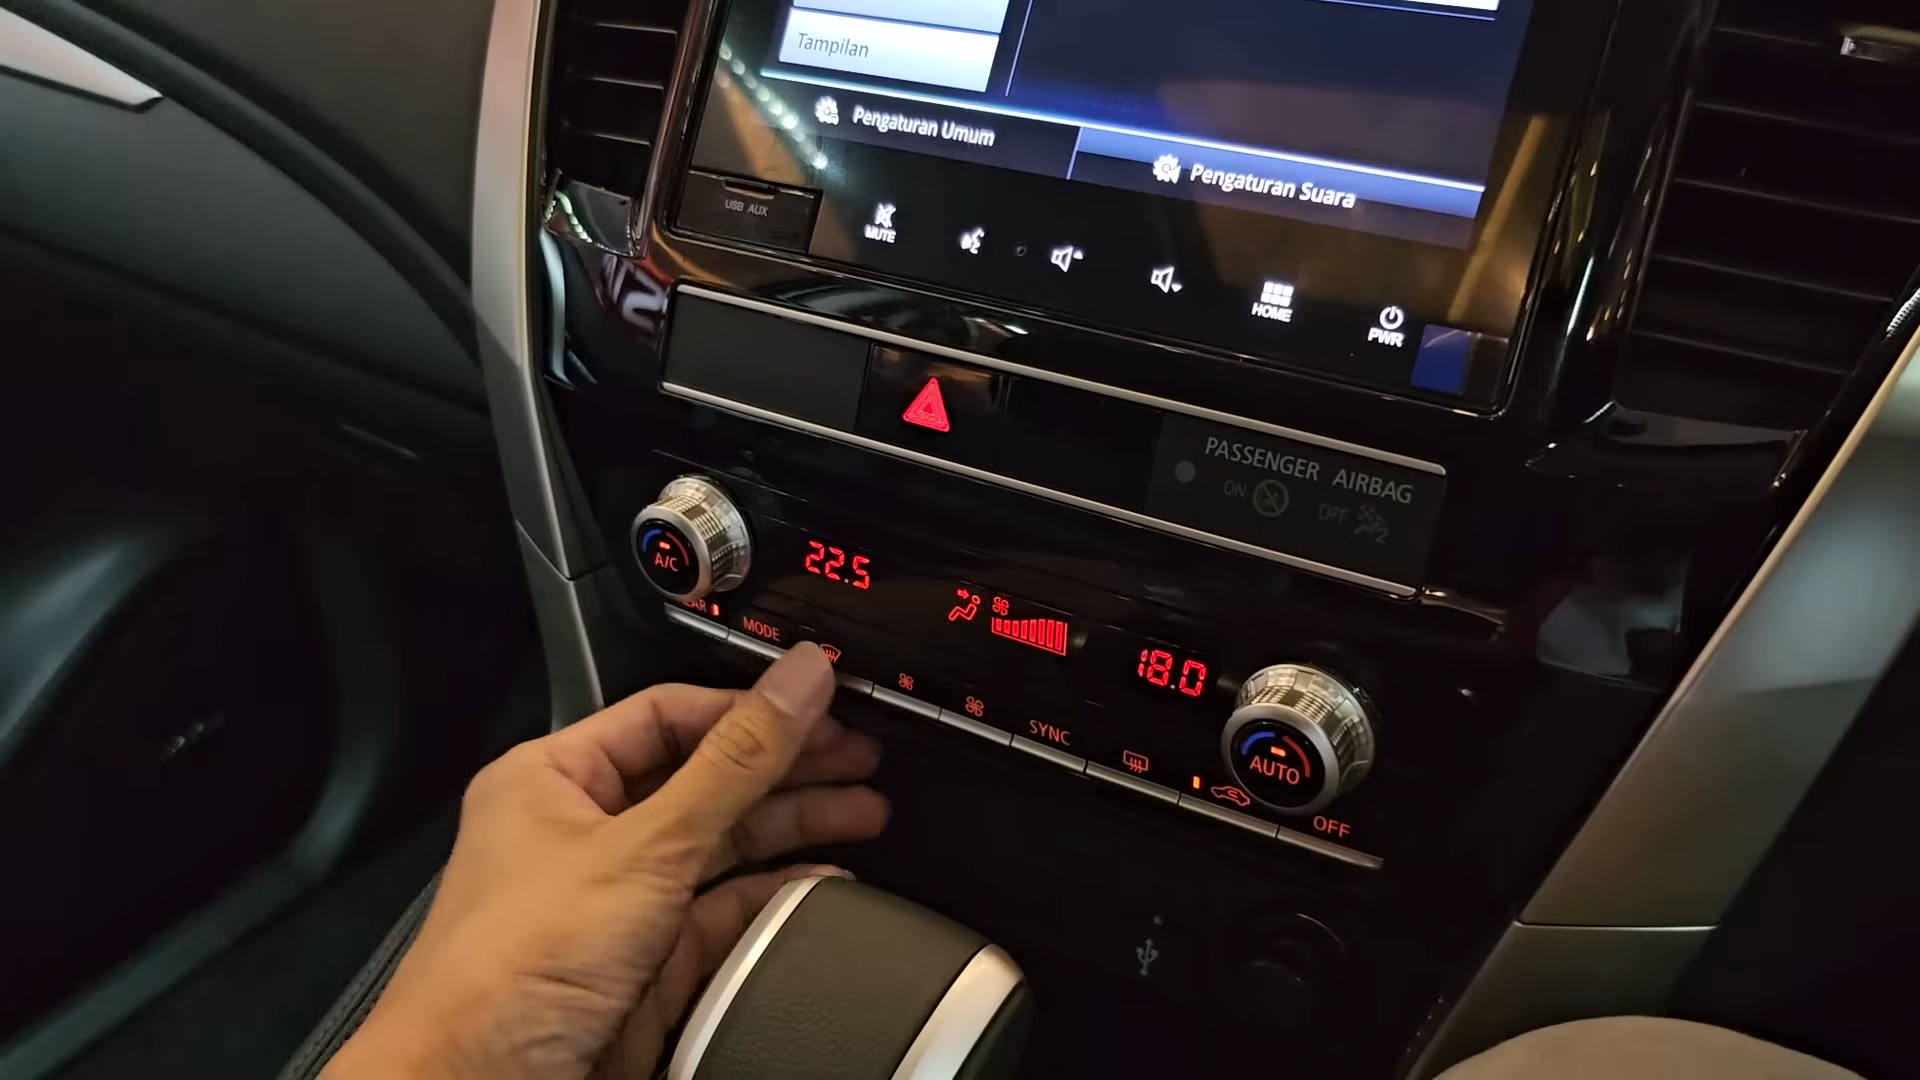 Tampilan
Pengaturan Umum
Pengaturan Suara
USB AUX
MUTE
HOME
PWR
PASSENGER AIRBAG
ON
OFF
2
A/C
22.5
18.0
MODE
SYNC
AUTO
OFF